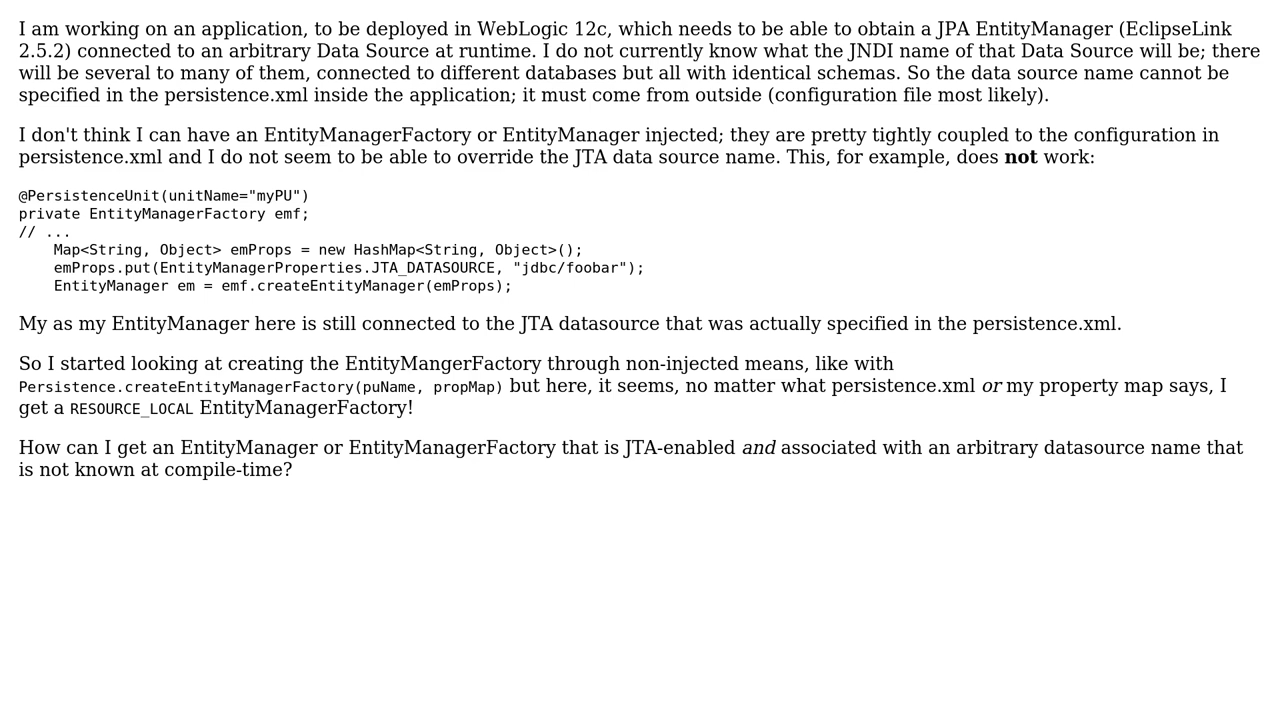 I am working on an application, to be deployed in WebLogic 12c, which needs to be able to obtain a JPA EntityManager (EclipseLink
2.5.2) connected to an arbitrary Data Source at runtime. I do not currently know what the JNDI name of that Data Source will be; there
will be several to many of them, connected to different databases but all with identical schemas. So the data source name cannot be
specified in the persistence.xml inside the application; it must come from outside (configuration file most likely).
I don't think I can have an EntityManagerFactory or EntityManager injected; they are pretty tightly coupled to the configuration in
persistence.xml and I do not seem to be able to override the JTA data source name. This, for example, does not work:
@PersistenceUnit(unitName="myPU")
private EntityManagerFactory emf;
// ...
    Map<String, Object> emProps = new HashMap<String, Object>();
    emProps.put(EntityManagerProperties.JTA_DATASOURCE, "jdbc/foobar");
    EntityManager em = emf.createEntityManager(emProps);
My as my EntityManager here is still connected to the JTA datasource that was actually specified in the persistence.xml.
So I started looking at creating the EntityMangerFactory through non-injected means, like with
Persistence.createEntityManagerFactory(puName, propMap) but here, it seems, no matter what persistence.xml or my property map says, I
get a RESOURCE_LOCAL EntityManagerFactory!
How can I get an EntityManager or EntityManagerFactory that is JTA-enabled and associated with an arbitrary datasource name that
is not known at compile-time?